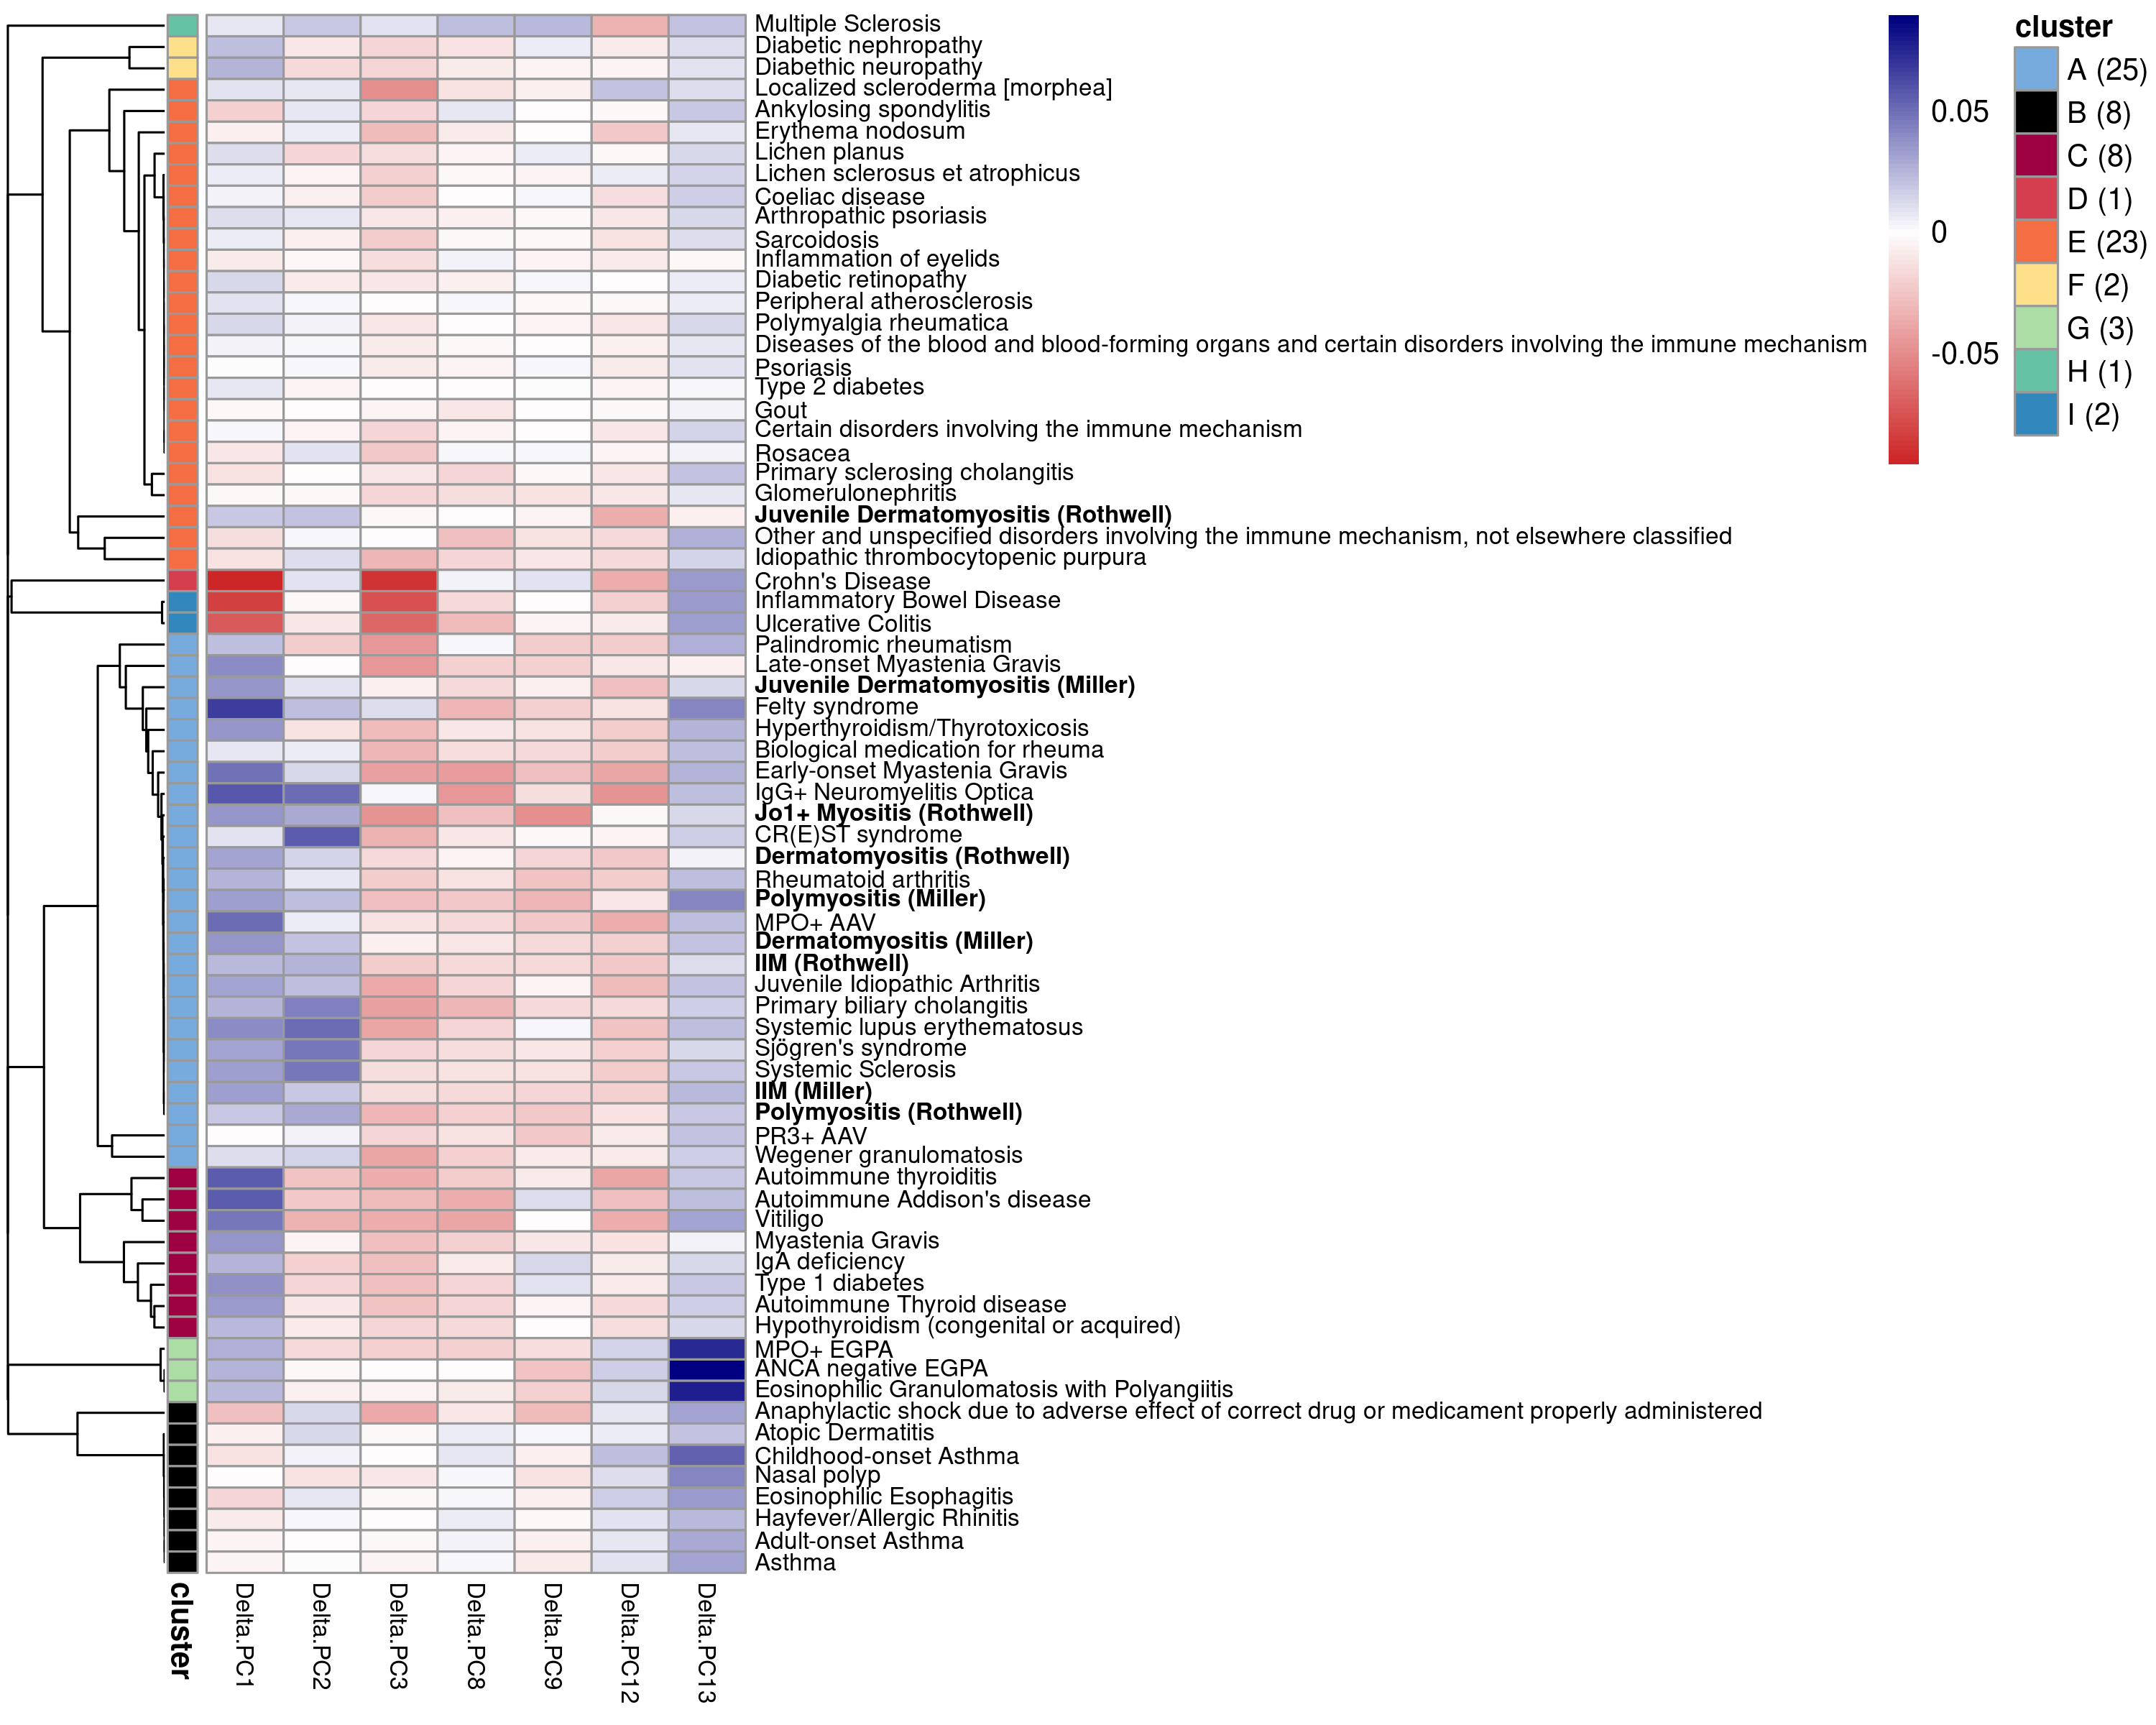 Multiple Sclerosis
Diabetic nephropathy
Diabethic neuropathy
Localized scleroderma [morphea]
Ankylosing spondylitis
Erythema nodosum
Lichen planus
Lichen sclerosus et atrophicus
Coeliac disease
Arthropathic psoriasis
Sarcoidosis
Inflammation of eyelids
Diabetic retinopathy
Peripheral atherosclerosis
Polymyalgia rheumatica
Diseases of the blood and blood-forming organs and certain disorders involving the immune mechanism
Psoriasis
Type 2 diabetes
Gout
Certain disorders involving the immune mechanism
Rosacea
Primary sclerosing cholangitis
Glomerulonephritis
Juvenile Dermatomyositis (Rothwell)
Other and unspecified disorders involving the immune mechanism, not elsewhere classified
Idiopathic thrombocytopenic purpura
Crohn's Disease
Inflammatory Bowel Disease
Ulcerative Colitis
Palindromic rheumatism
Late-onset Myastenia Gravis
Juvenile Dermatomyositis (Miller)
Felty syndrome
Hyperthyroidism/Thyrotoxicosis
Biological medication for rheuma
Early-onset Myastenia Gravis
IgG+ Neuromyelitis Optica
Jo1+ Myositis (Rothwell)
CR(E)ST syndrome
Dermatomyositis (Rothwell)
Rheumatoid arthritis
Polymyositis (Miller)
MPO+ AAV
Dermatomyositis (Miller)
IIM (Rothwell)
Juvenile Idiopathic Arthritis
Primary biliary cholangitis
Systemic lupus erythematosus
Sjögren's syndrome
Systemic Sclerosis
IIM (Miller)
Polymyositis (Rothwell)
PR3+ AAV
Wegener granulomatosis
Autoimmune thyroiditis
Autoimmune Addison's disease
Vitiligo
Myastenia Gravis
IgA deficiency
Type 1 diabetes
Autoimmune Thyroid disease
Hypothyroidism (congenital or acquired)
MPO+ EGPA
ANCA negative EGPA
Eosinophilic Granulomatosis with Polyangiitis
Anaphylactic shock due to adverse effect of correct drug or medicament properly administered
Atopic Dermatitis
Childhood-onset Asthma
Nasal polyp
Eosinophilic Esophagitis
Hayfever/Allergic Rhinitis
Adult-onset Asthma
Asthma
cluster
Delta.PC1
Delta.PC2
Delta.PC3
Delta.PC8
Delta.PC9
Delta.PC12
Delta.PC13
0.05
0
-0.05
cluster
A (25)
B (8)
C (8)
D (1)
E (23)
F (2)
G (3)
H (1)
I (2)